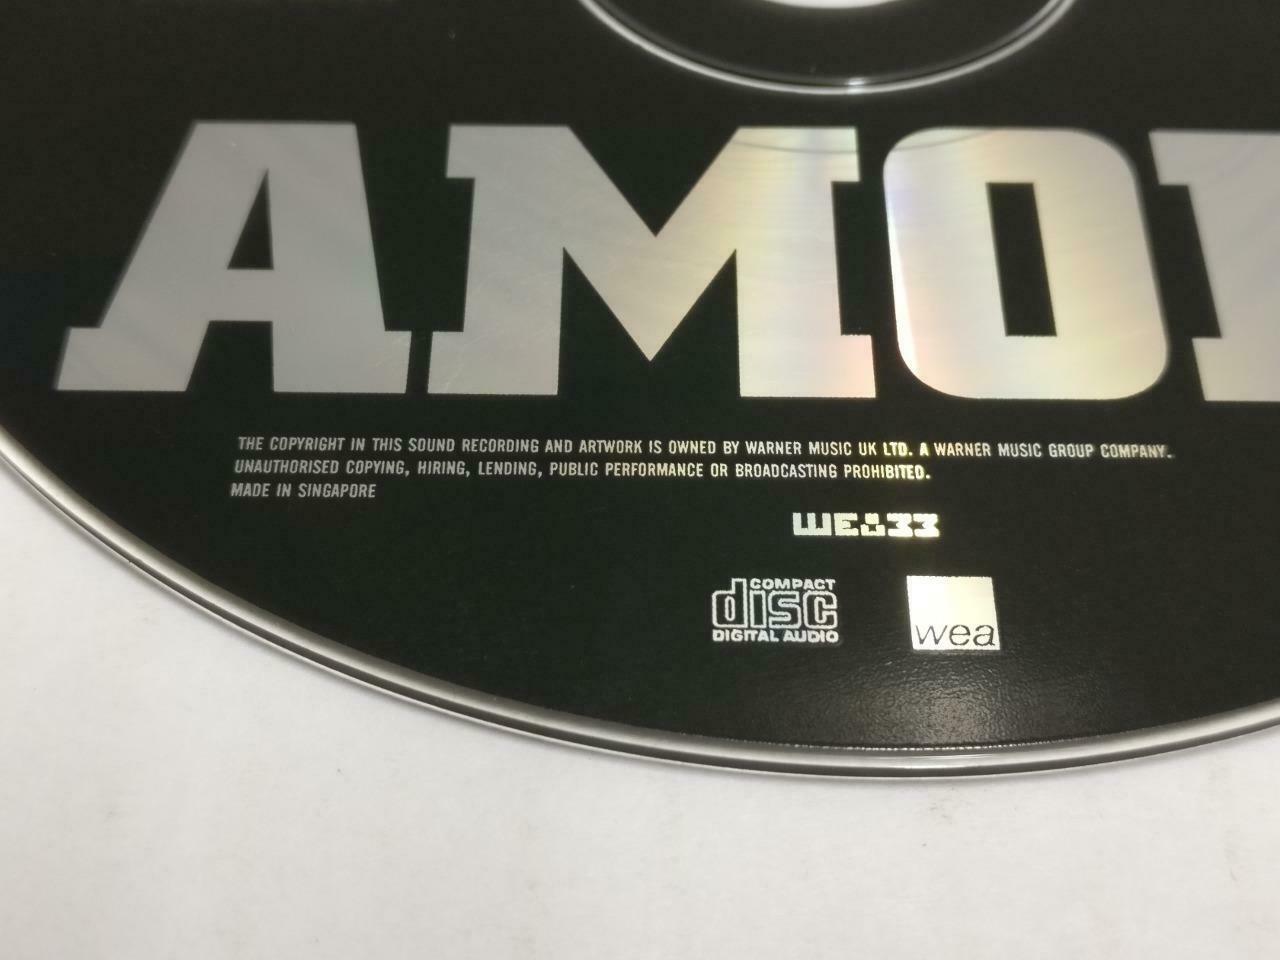 AMO
THE COPYRIGHT IN THIS SOUND RECORDING AND ARTWORK IS OWNED BY WARNER MUSIC UK LTD. A WARNER MUSIC GROUP COMPANY.
UNAUTHORISED COPYING, HIRING, LENDING, PUBLIC PERFORMANCE OR BROADCASTING PROHIBITED.
MADE IN SINGAPORE
COMPACT
disc
DIGITAL AUDIO
wea